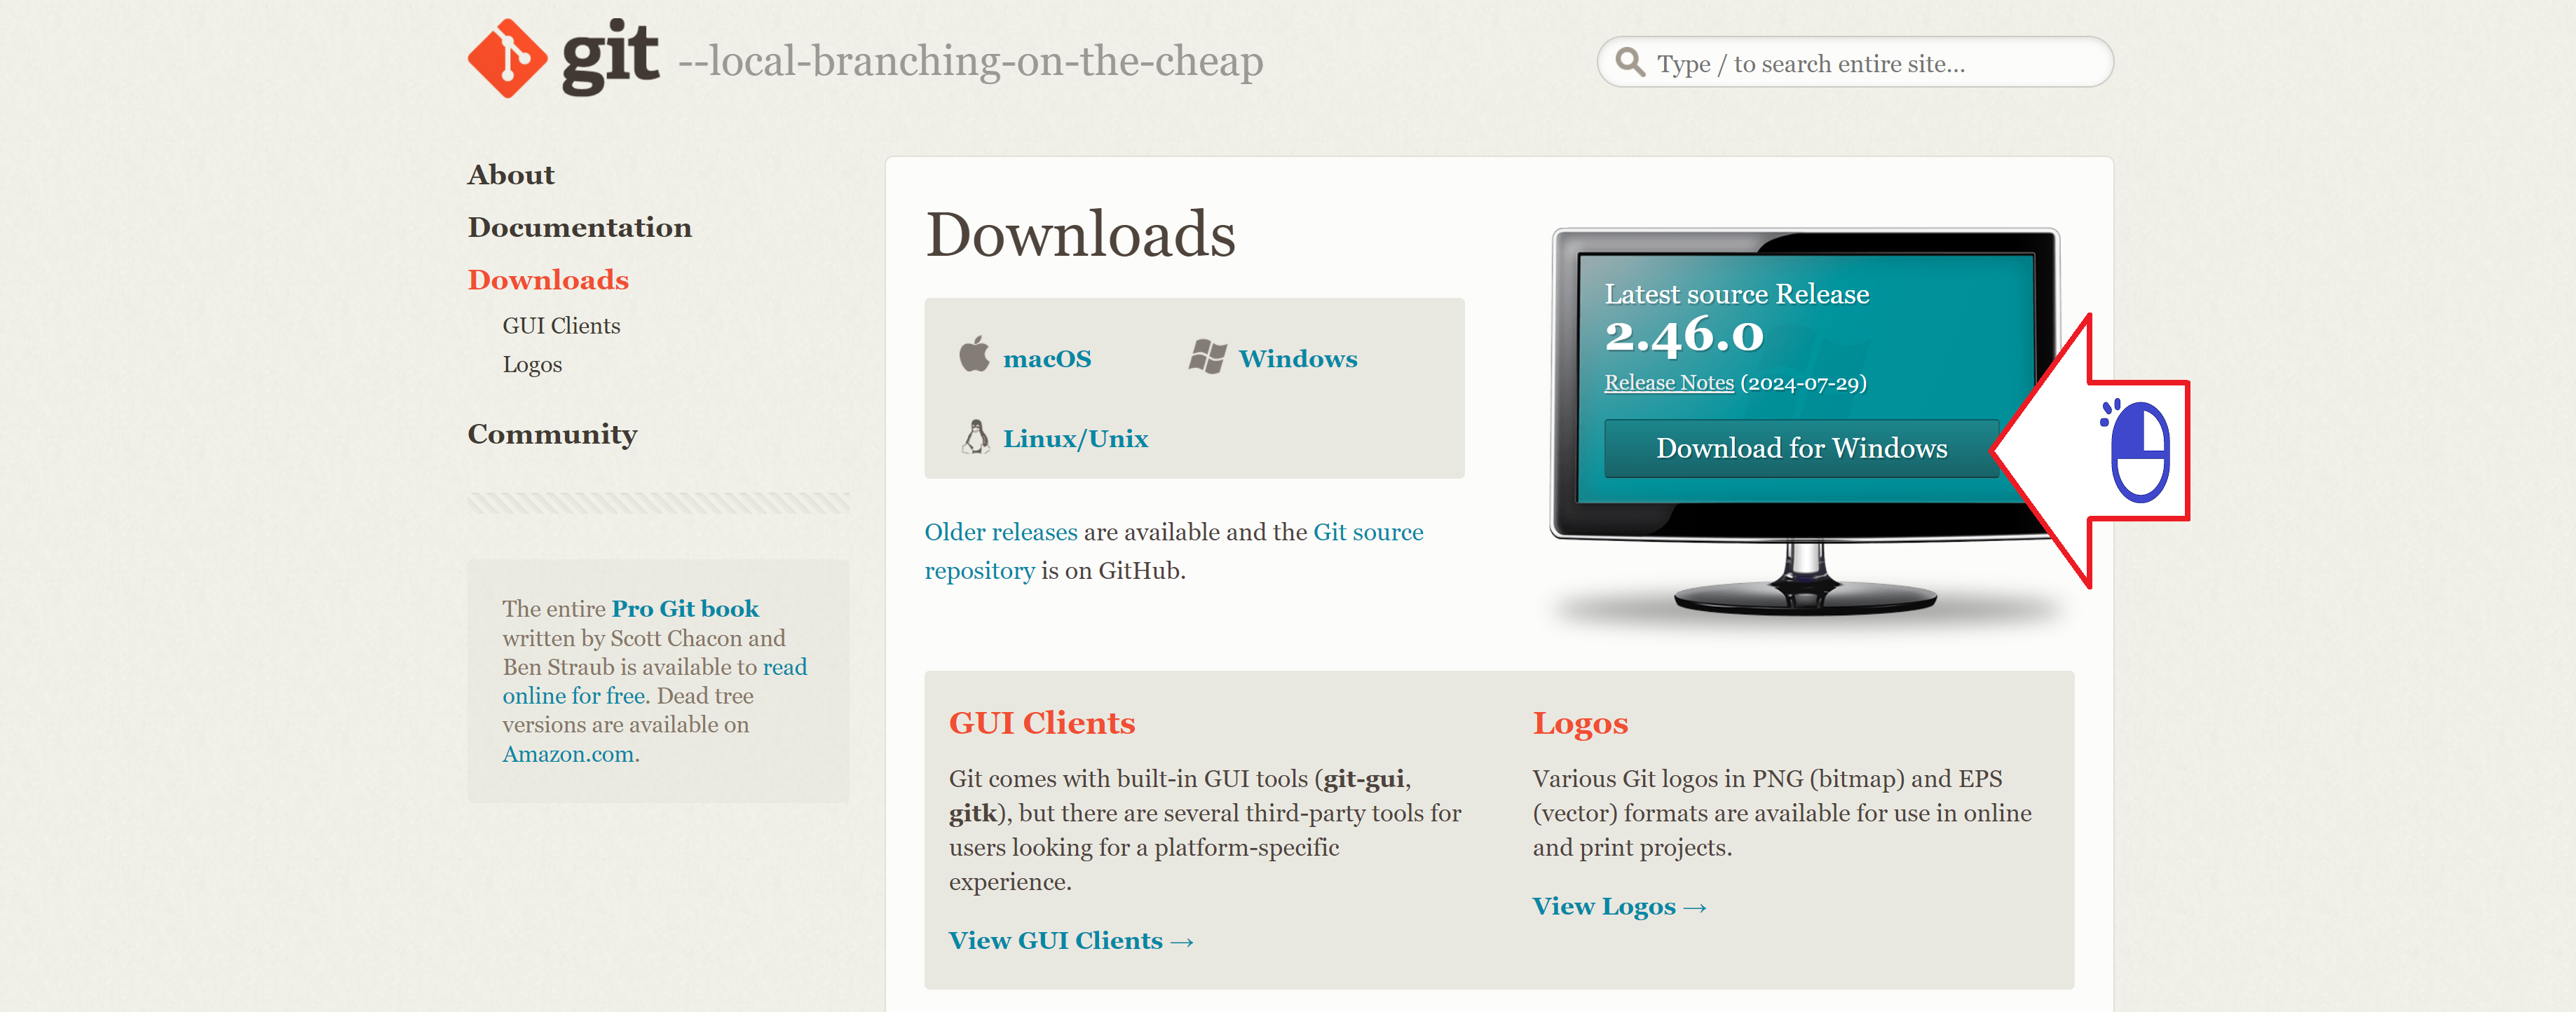 git --local-branching-on-the-cheap
Type / to search entire site...
About
Documentation
Downloads
GUI Clients
Logos
Community
The entire Pro Git book
written by Scott Chacon and
Ben Straub is available to read
online for free. Dead tree
versions are available on
Amazon.com.
Downloads
macOS
Windows
Linux/Unix
Older releases are available and the Git source
repository is on GitHub.
Latest source Release
2.46.0
Release Notes (2024-07-29)
Download for Windows
GUI Clients
Git comes with built-in GUI tools (git-gui,
gitk), but there are several third-party tools for
users looking for a platform-specific
experience.
View GUI Clients →
Logos
Various Git logos in PNG (bitmap) and EPS
(vector) formats are available for use in online
and print projects.
View Logos →